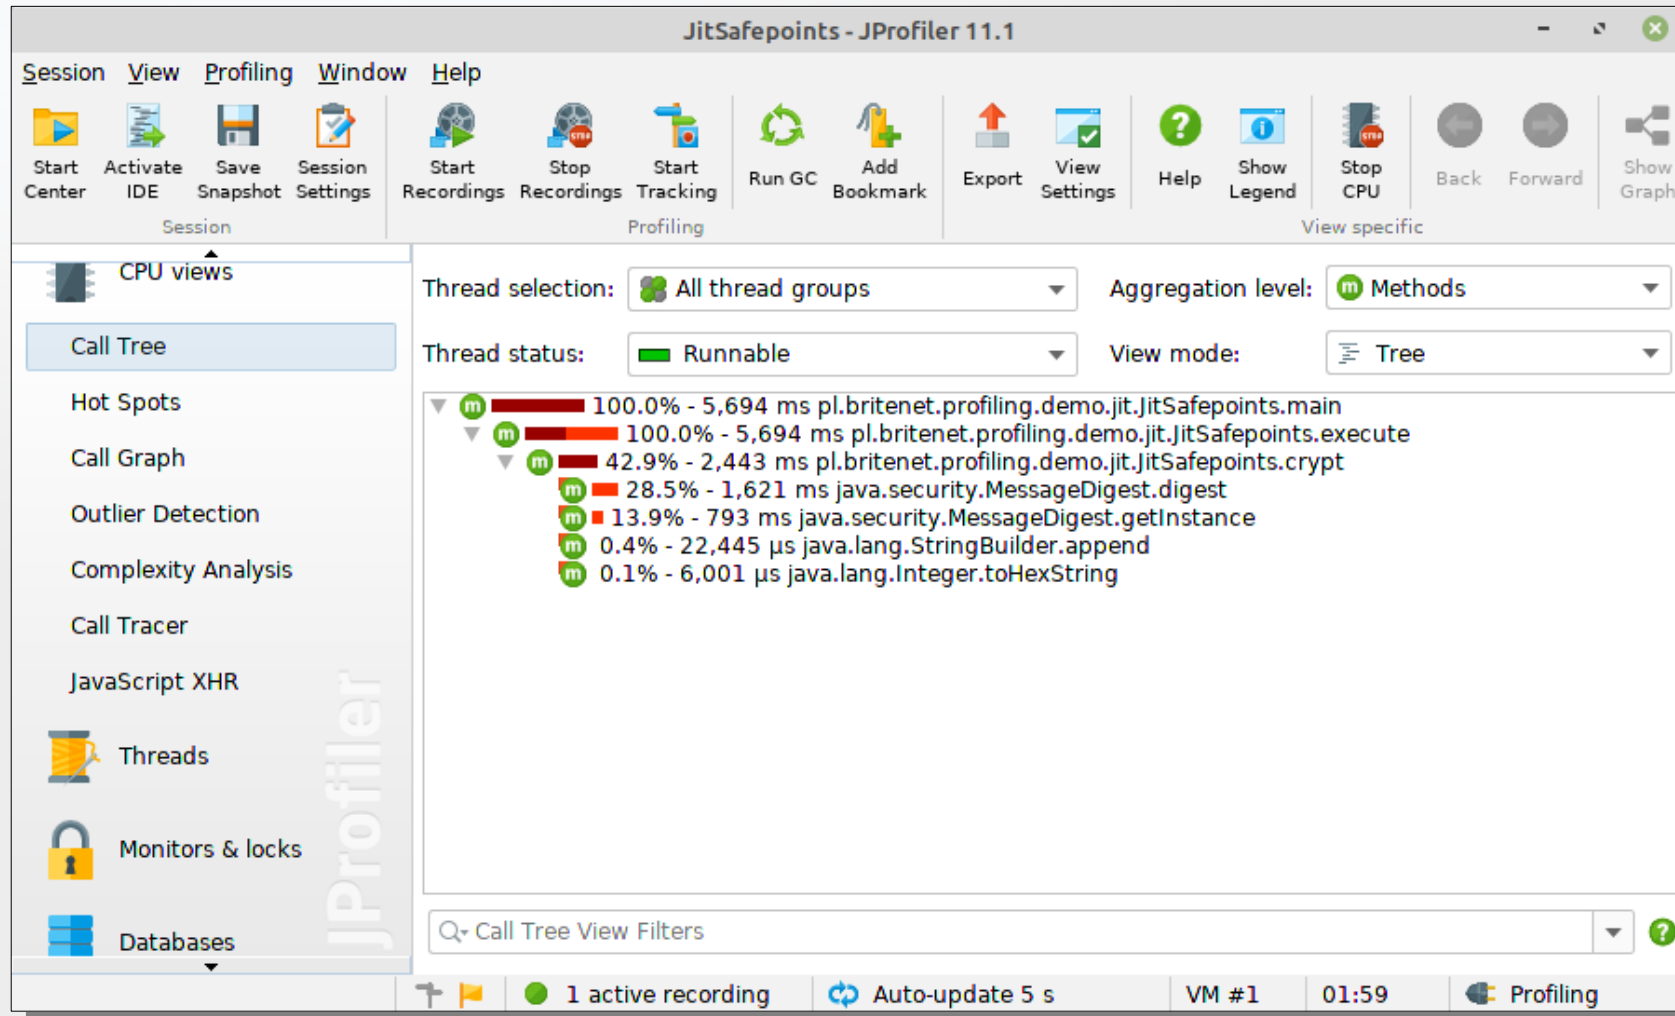 JitSafepoints - JProfiler 11.1
Session View Profiling Window Help
Start Center
Activate IDE
Save Snapshot
Session Settings
Start Recordings
Stop Recordings
Start Tracking
Run GC
Add Bookmark
Export
View Settings
Help
Show Legend
Stop CPU
Back
Forward
Show Graph
Session
Profiling
View specific
CPU views
Call Tree
Hot Spots
Call Graph
Outlier Detection
Complexity Analysis
Call Tracer
JavaScript XHR
Threads
Monitors & locks
Databases
JProfiler
Thread selection: All thread groups
Aggregation level: Methods
Thread status: Runnable
View mode: Tree
100.0% - 5,694 ms pl.britenet.profiling.demo.jit.JitSafepoints.main
100.0% - 5,694 ms pl.britenet.profiling.demo.jit.JitSafepoints.execute
42.9% - 2,443 ms pl.britenet.profiling.demo.jit.JitSafepoints.crypt
28.5% - 1,621 ms java.security.MessageDigest.digest
13.9% - 793 ms java.security.MessageDigest.getInstance
0.4% - 22,445 µs java.lang.StringBuilder.append
0.1% - 6,001 µs java.lang.Integer.toHexString
Call Tree View Filters
1 active recording
Auto-update 5 s
VM #1
01:59
Profiling